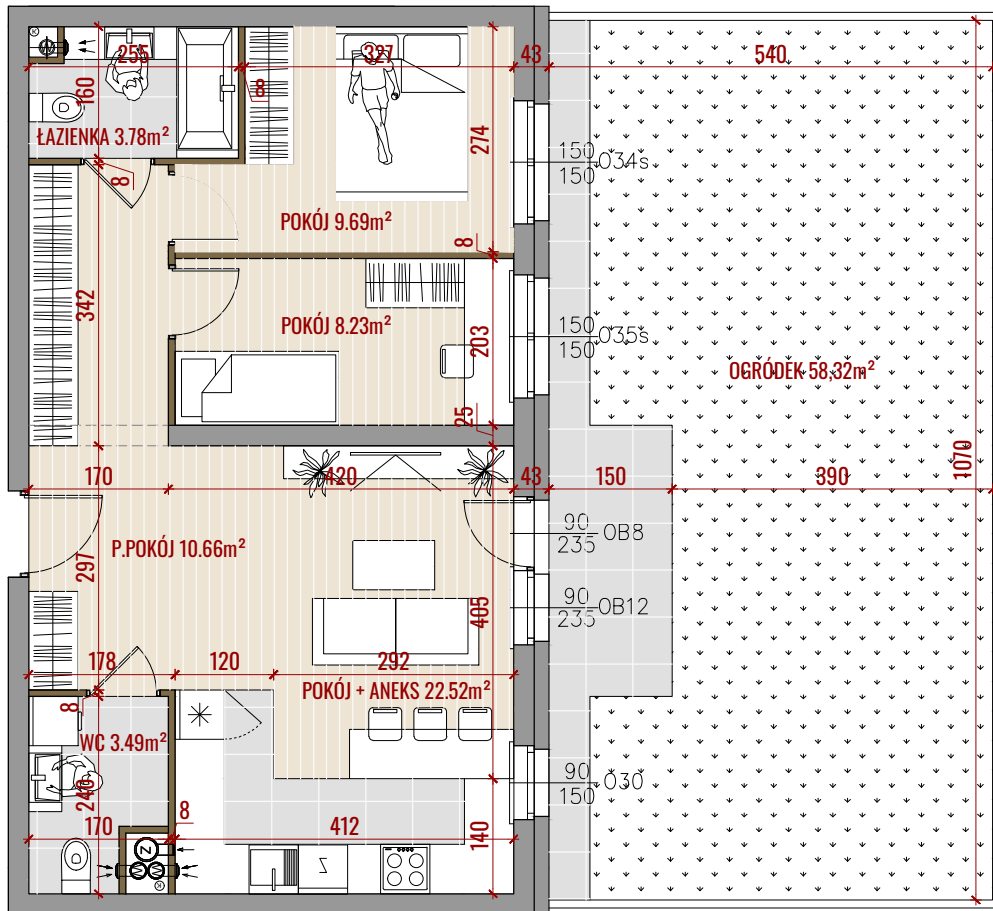 K
W
255
327
43
540
8
160
274
ŁAZIENKA 3.78m²
150
150
O34s
8
POKÓJ 9.69m²
8
342
POKÓJ 8.23m²
203
150
150
O35s
OGRÓDEK 58,32m²
25
1070
170
420
43
150
390
90
235
OB8
P.POKÓJ 10.66m²
297
405
90
235
OB12
178
120
292
POKÓJ + ANEKS 22.52m²
8
WC 3.49m²
90
150
O30
240
8
170
412
140
Z
W
W
K
Z